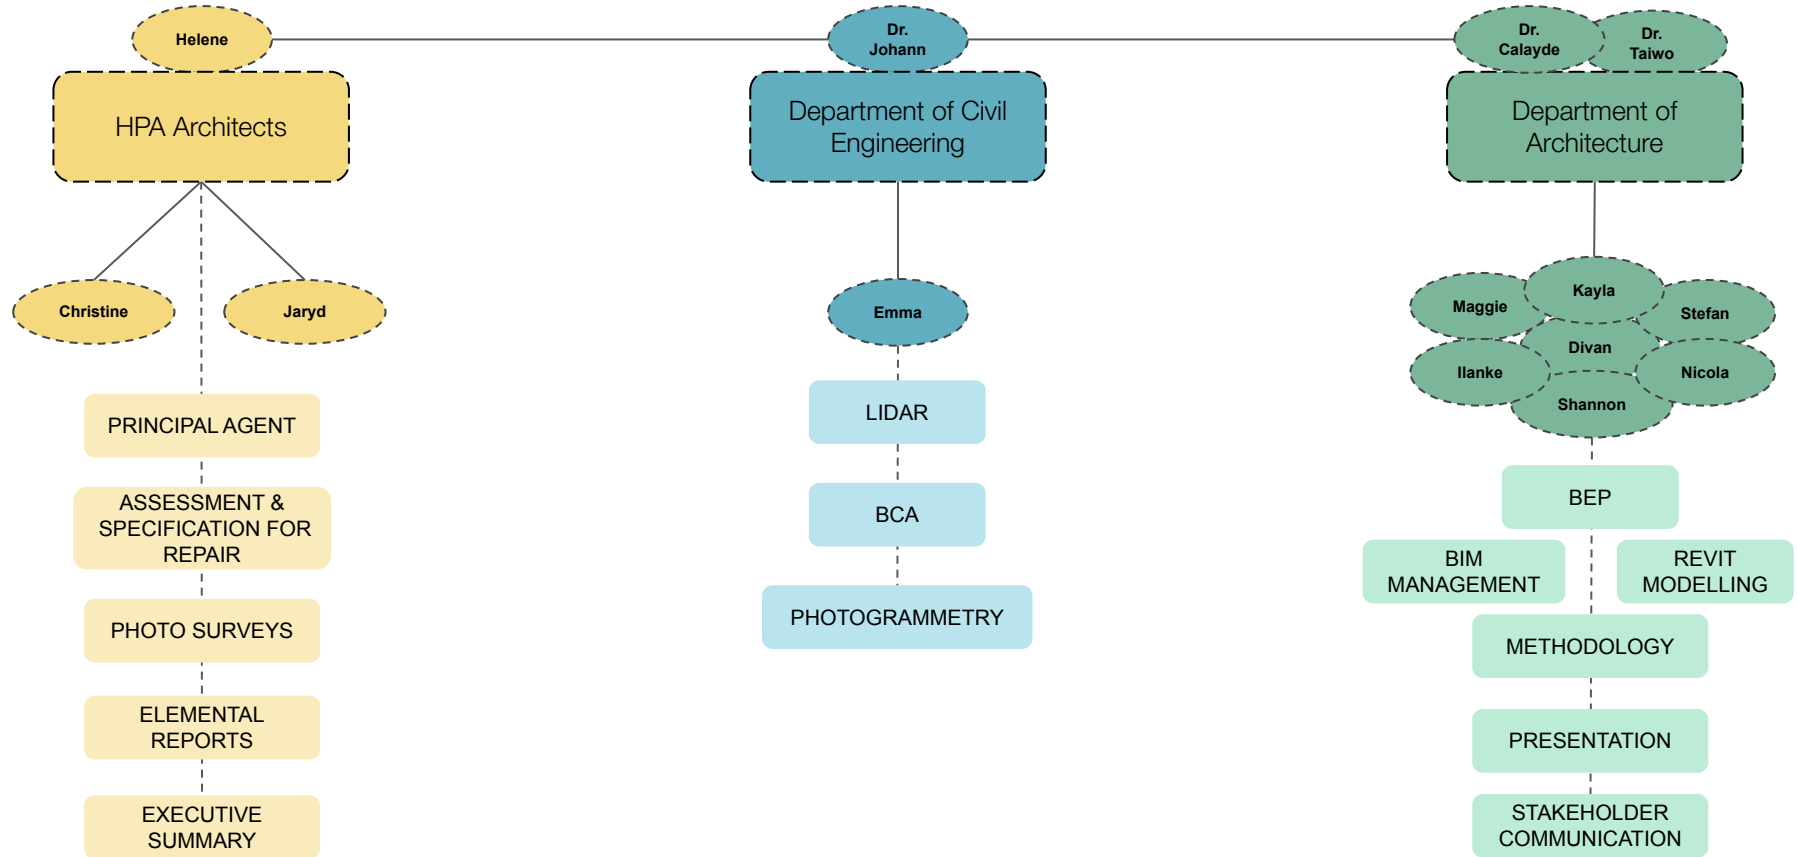 Helene
Dr.
Johann
Dr.
Calayde
Dr.
Taiwo
HPA Architects
Department of Civil
Engineering
Department of
Architecture
Christine
Jaryd
Emma
Maggie
Kayla
Stefan
Divan
Ilanke
Nicola
Shannon
PRINCIPAL AGENT
ASSESSMENT &
SPECIFICATION FOR
REPAIR
PHOTO SURVEYS
ELEMENTAL
REPORTS
EXECUTIVE
SUMMARY
LIDAR
BCA
PHOTOGRAMMETRY
BEP
BIM
MANAGEMENT
REVIT
MODELLING
METHODOLOGY
PRESENTATION
STAKEHOLDER
COMMUNICATION